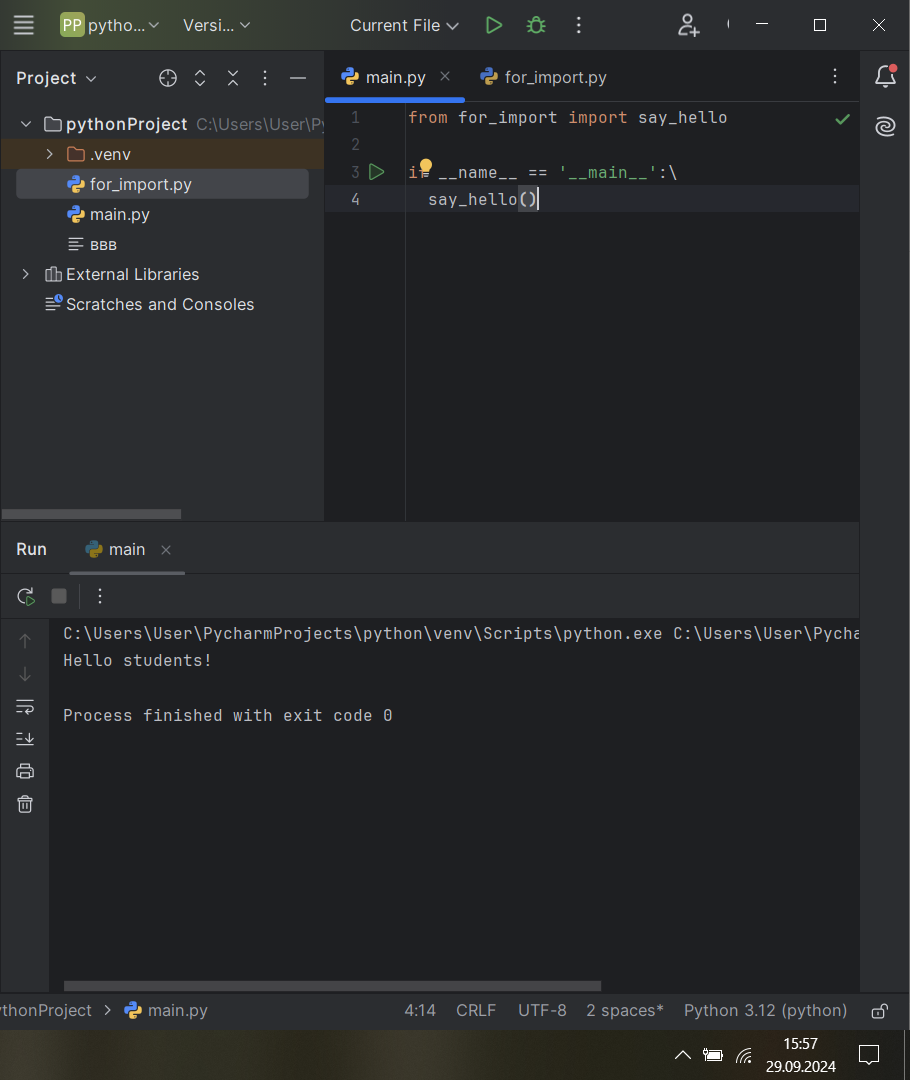 PP pytho... Versi... Current File
Project
main.py
for_import.py
pythonProject C:\Users\User\Py
.venv
for_import.py
main.py
ввв
External Libraries
Scratches and Consoles
1 from for_import import say_hello
2
3 if __name__ == '__main__':\
4 say_hello()
Run main
C:\Users\User\PycharmProjects\python\venv\Scripts\python.exe C:\Users\User\Pycha
Hello students!
Process finished with exit code 0
thonProject > main.py 4:14 CRLF UTF-8 2 spaces* Python 3.12 (python)
15:57
29.09.2024